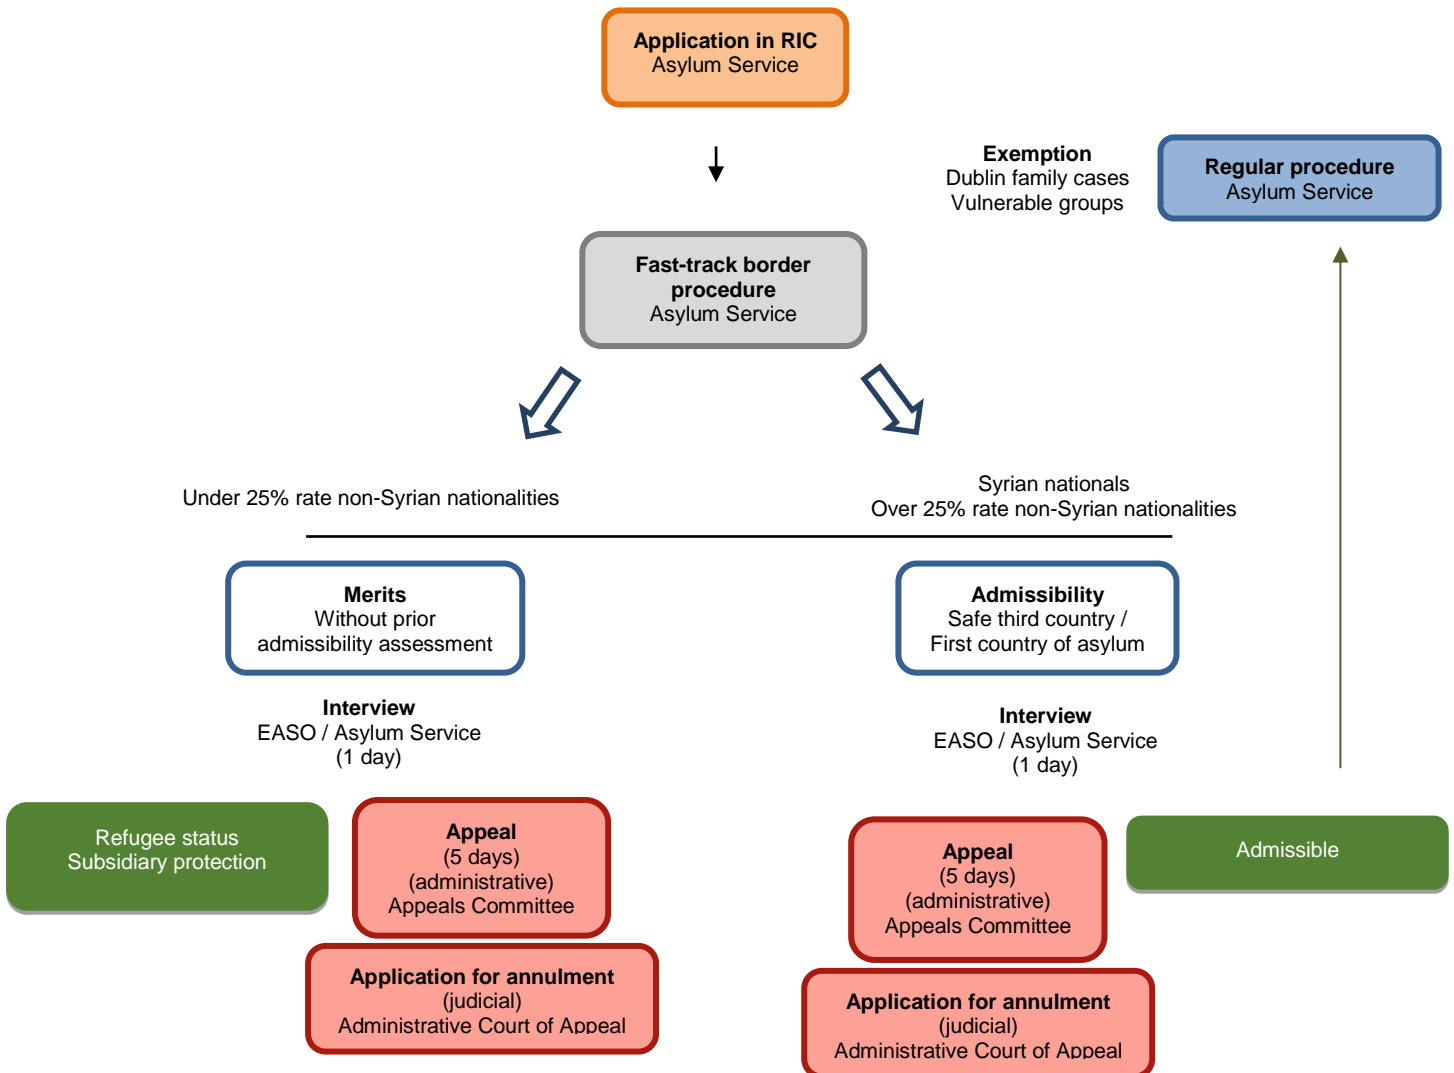 Application in RIC
Asylum Service
Exemption
Dublin family cases
Vulnerable groups
Regular procedure
Asylum Service
Fast-track border
procedure
Asylum Service
Under 25% rate non-Syrian nationalities
Syrian nationals
Over 25% rate non-Syrian nationalities
Merits
Without prior
admissibility assessment
Admissibility
Safe third country /
First country of asylum
Interview
EASO / Asylum Service
(1 day)
Interview
EASO / Asylum Service
(1 day)
Refugee status
Subsidiary protection
Appeal
(5 days)
(administrative)
Appeals Committee
Appeal
(5 days)
(administrative)
Appeals Committee
Admissible
Application for annulment
(judicial)
Administrative Court of Appeal
Application for annulment
(judicial)
Administrative Court of Appeal